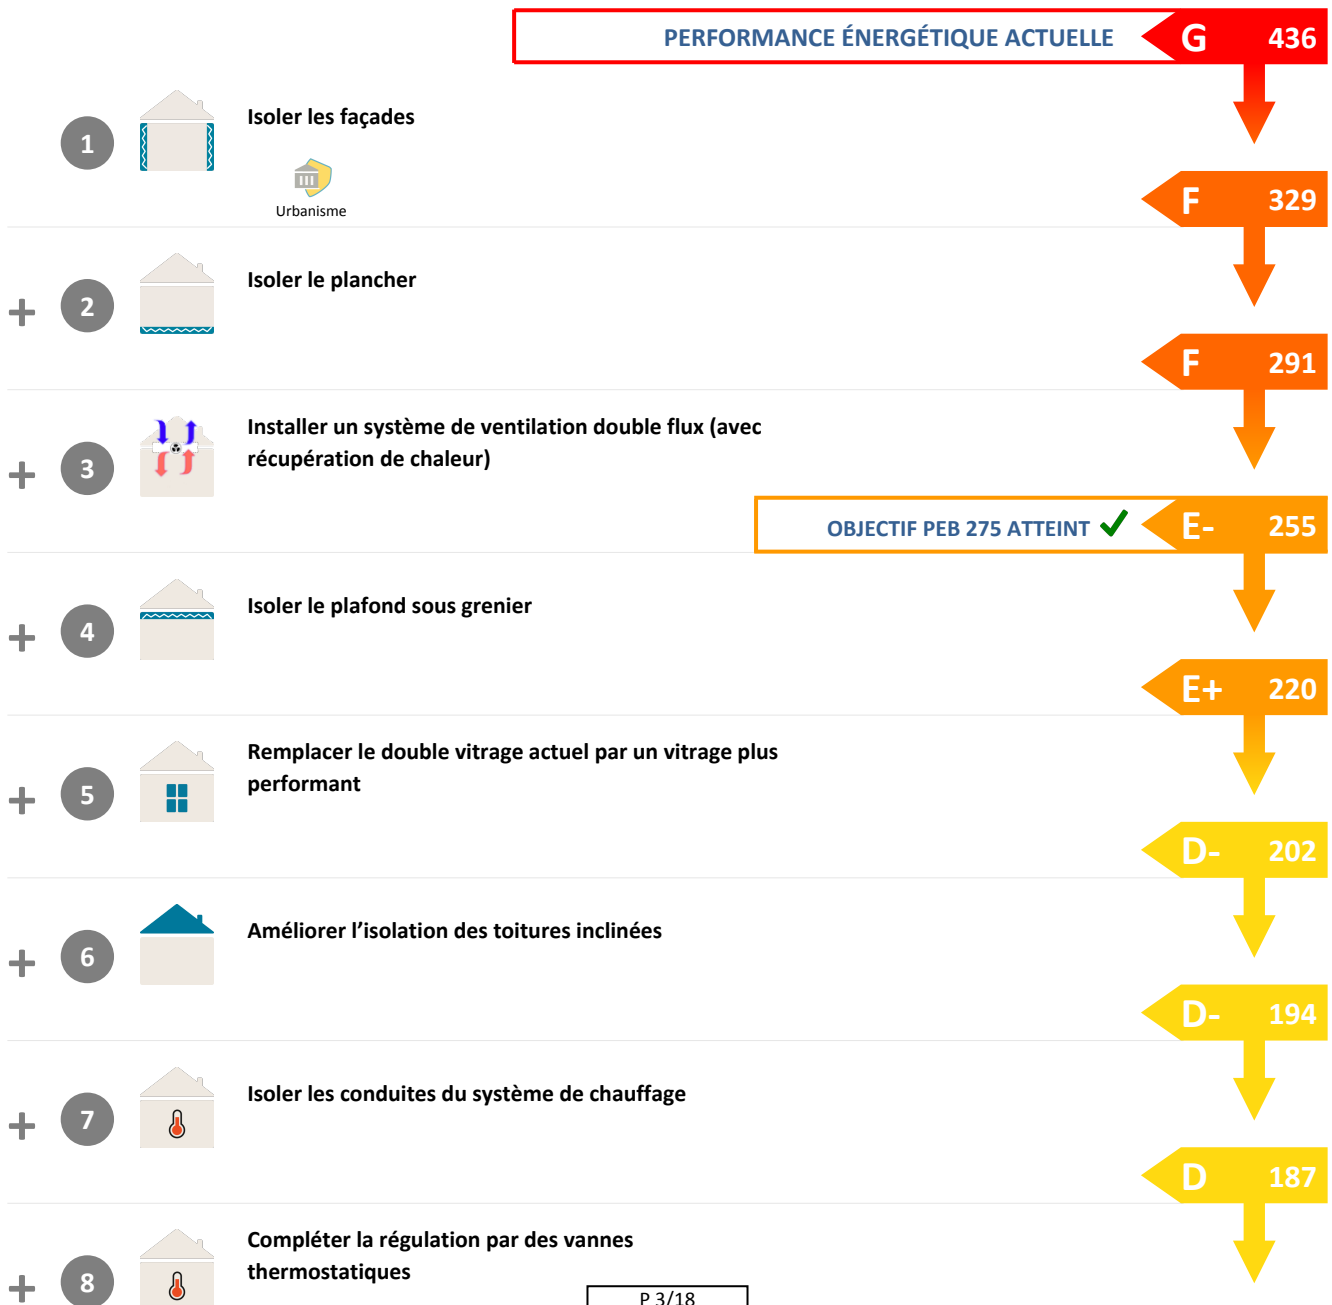 PERFORMANCE ÉNERGÉTIQUE ACTUELLE G 436
1 Isoler les façades
Urbanisme
F 329
+ 2 Isoler le plancher
F 291
+ 3 Installer un système de ventilation double flux (avec
récupération de chaleur)
OBJECTIF PEB 275 ATTEINT E- 255
+ 4 Isoler le plafond sous grenier
E+ 220
+ 5 Remplacer le double vitrage actuel par un vitrage plus
performant
D- 202
+ 6 Améliorer l’isolation des toitures inclinées
D- 194
+ 7 Isoler les conduites du système de chauffage
D 187
+ 8 Compléter la régulation par des vannes
thermostatiques
P 3/18